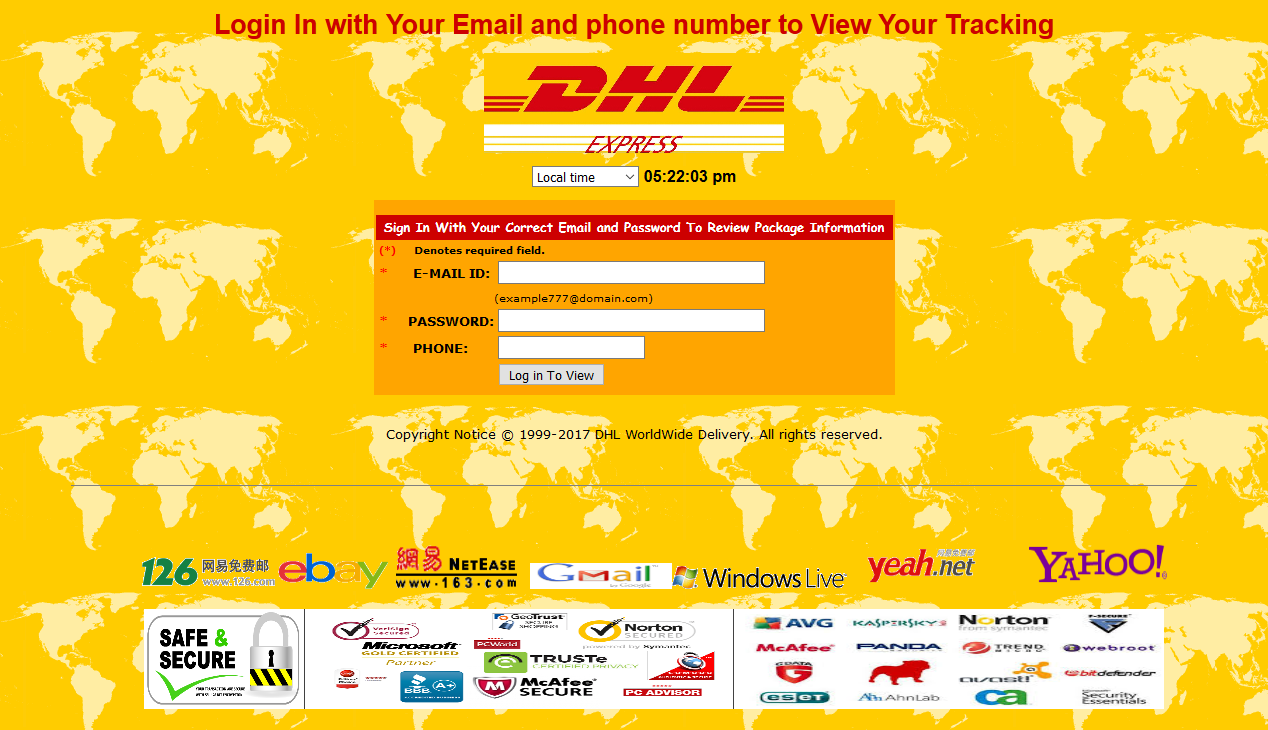 Login In with Your Email and phone number to View Your Tracking
DHL
EXPRESS
Local time 05:22:03 pm
Sign In With Your Correct Email and Password To Review Package Information
(*) Denotes required field.
* E-MAIL ID:
(example777@domain.com)
* PASSWORD:
* PHONE:
Log in To View
Copyright Notice © 1999-2017 DHL WorldWide Delivery. All rights reserved.
126 网易免费邮
www.126.com
ebay
網易 NETEASE
www.163.com
Gmail
by Google
Windows Live
yeah.net
YAHOO!
SAFE &
SECURE
VeriSign
Secured
GeoTrust
SECURE
SHOPPING
Norton
SECURED
powered by Symantec
Microsoft
GOLD CERTIFIED
Partner
PCWorld
TRUSTe
CERTIFIED PRIVACY
BBB A+
McAfee
SECURE
PC ADVISOR
AVG
KASPERSKY
Norton
from symantec
F-SECURE
McAfee
PANDA
TREND
MICRO
webroot
GDATA
avast!
bitdefender
eset
AhnLab
ca
Microsoft
Security
Essentials